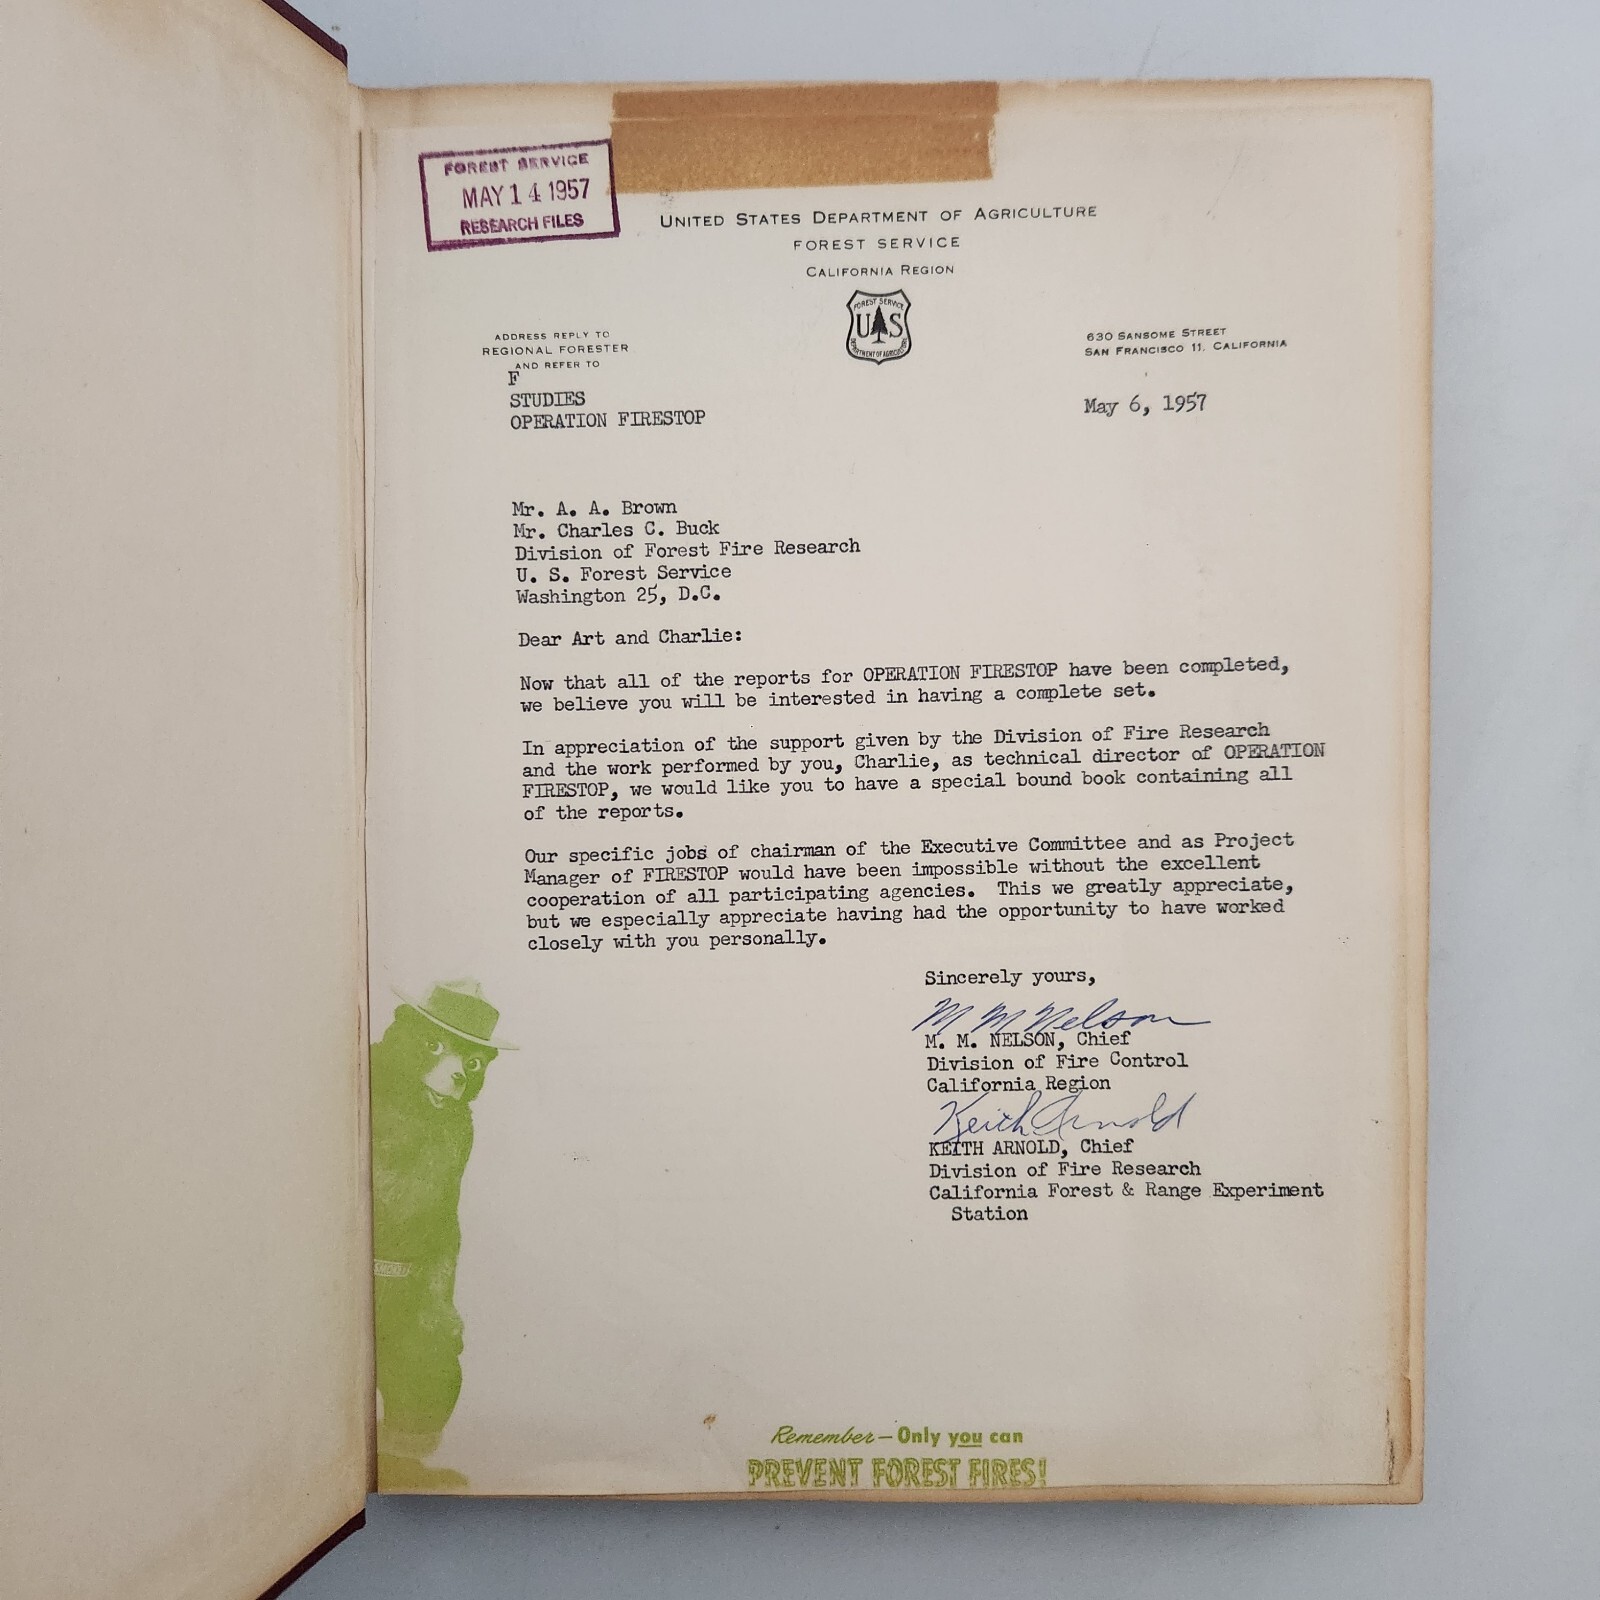 FOREST SERVICE
MAY 14 1957
RESEARCH FILES
UNITED STATES DEPARTMENT OF AGRICULTURE
FOREST SERVICE
CALIFORNIA REGION
FOREST SERVICE
U S
DEPARTMENT OF AGRICULTURE
ADDRESS REPLY TO
REGIONAL FORESTER
AND REFER TO
630 SANSOME STREET
SAN FRANCISCO 11, CALIFORNIA
F
STUDIES
OPERATION FIRESTOP
May 6, 1957
Mr. A. A. Brown
Mr. Charles C. Buck
Division of Forest Fire Research
U. S. Forest Service
Washington 25, D.C.
Dear Art and Charlie:
Now that all of the reports for OPERATION FIRESTOP have been completed,
we believe you will be interested in having a complete set.
In appreciation of the support given by the Division of Fire Research
and the work performed by you, Charlie, as technical director of OPERATION
FIRESTOP, we would like you to have a special bound book containing all
of the reports.
Our specific jobs of chairman of the Executive Committee and as Project
Manager of FIRESTOP would have been impossible without the excellent
cooperation of all participating agencies. This we greatly appreciate,
but we especially appreciate having had the opportunity to have worked
closely with you personally.
Sincerely yours,
M M Nelson
M. M. NELSON, Chief
Division of Fire Control
California Region
Keith Arnold
KEITH ARNOLD, Chief
Division of Fire Research
California Forest & Range Experiment
Station
SMOKEY
Remember — Only you can
PREVENT FOREST FIRES!